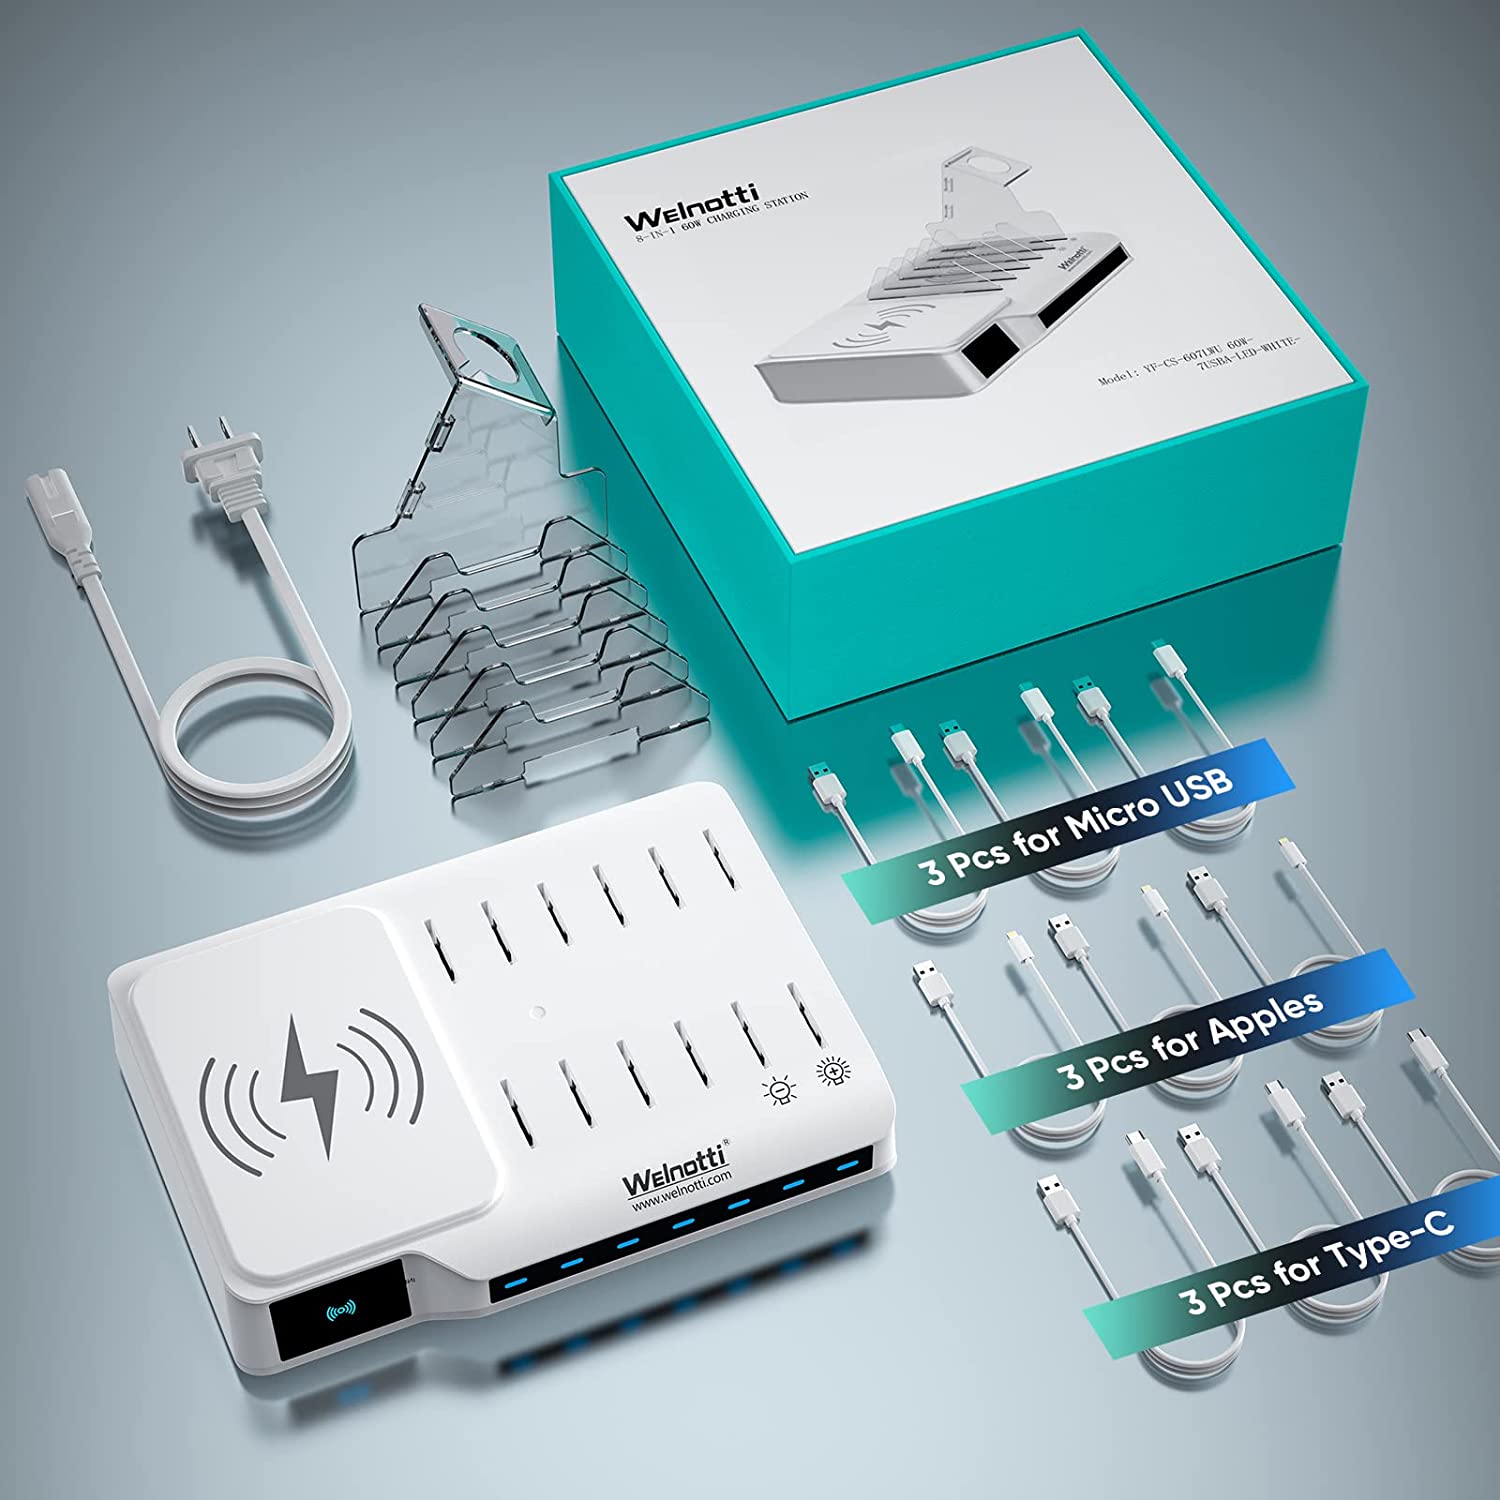 Welnotti
8-IN-1 60W CHARGING STATION
Welnotti
Model: YF-CS-607LWU 60W-
7USBA-LED-WHITE-
3 Pcs for Micro USB
3 Pcs for Apples
3 Pcs for Type-C
Welnotti®
www.welnotti.com